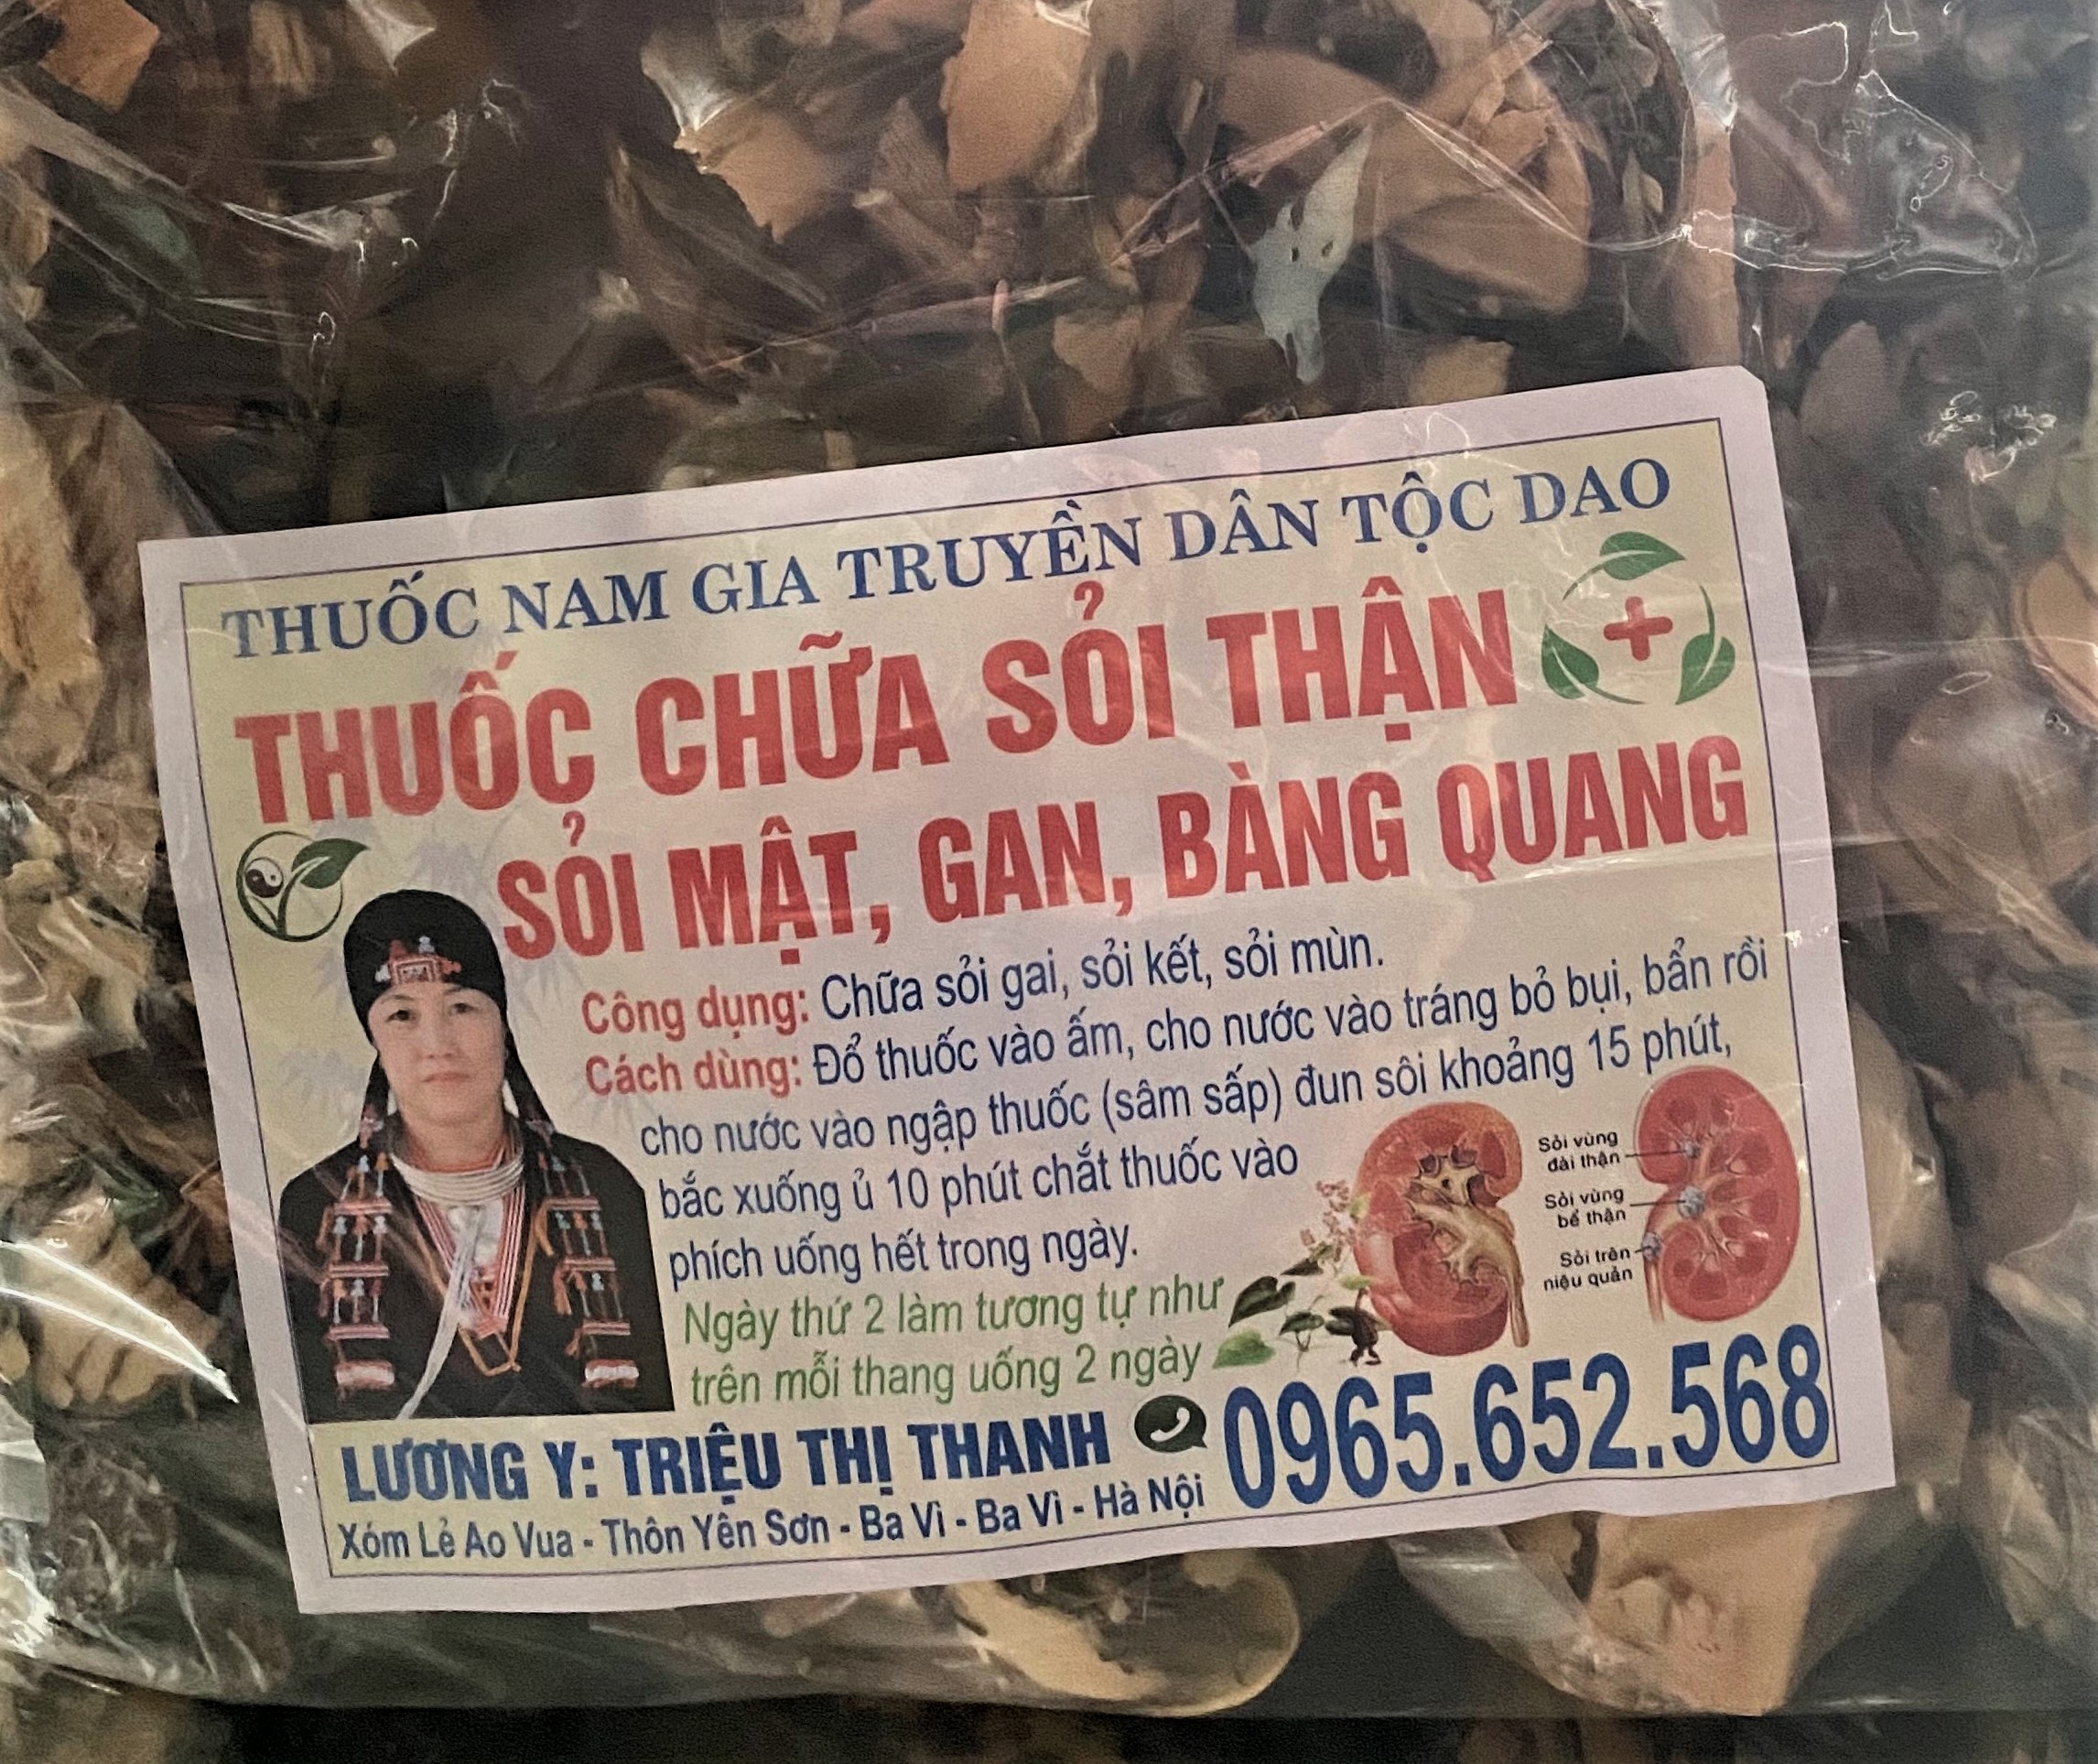 THUỐC NAM GIA TRUYỀN DÂN TỘC DAO
THUỐC CHỮA SỎI THẬN
SỎI MẬT, GAN, BÀNG QUANG
Công dụng: Chữa sỏi gai, sỏi kết, sỏi mùn.
Cách dùng: Đổ thuốc vào ấm, cho nước vào tráng bỏ bụi, bẩn rồi
cho nước vào ngập thuốc (sâm sấp) đun sôi khoảng 15 phút,
bắc xuống ủ 10 phút chắt thuốc vào
phích uống hết trong ngày.
Ngày thứ 2 làm tương tự như
trên mỗi thang uống 2 ngày
Sỏi vùng
đài thận
Sỏi vùng
bể thận
Sỏi trên
niệu quản
LƯƠNG Y: TRIỆU THỊ THANH
0965.652.568
Xóm Lẻ Ao Vua - Thôn Yên Sơn - Ba Vì - Ba Vì - Hà Nội